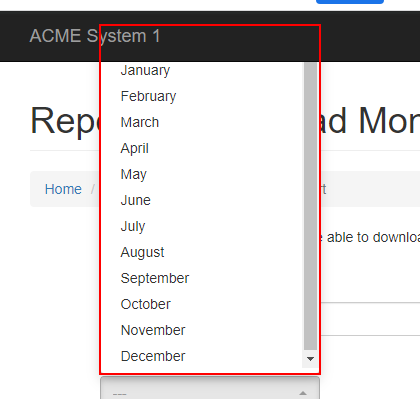 ACME System 1
January
February
March
April
May
June
July
August
September
October
November
December
Repo
ad Mon
Home /
rt
e able to downloa
---